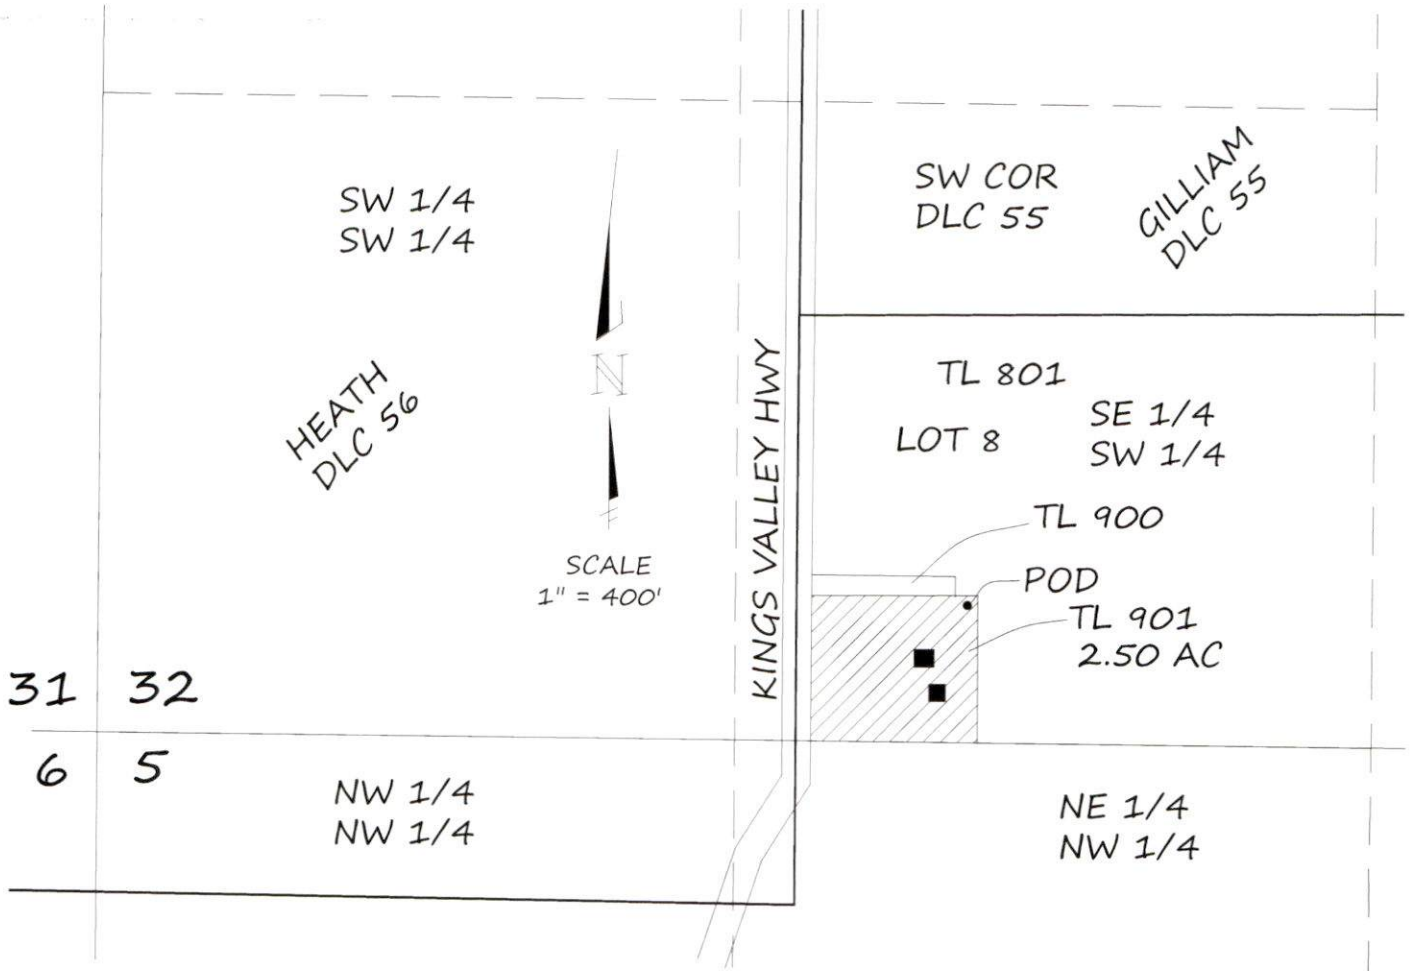 SW 1/4
SW 1/4
SW COR
DLC 55
GILLIAM
DLC 55
HEATH
DLC 56
N
SCALE
1" = 400'
KINGS VALLEY HWY
TL 801
LOT 8
SE 1/4
SW 1/4
TL 900
POD
TL 901
2.50 AC
31 32
6 5
NW 1/4
NW 1/4
NE 1/4
NW 1/4